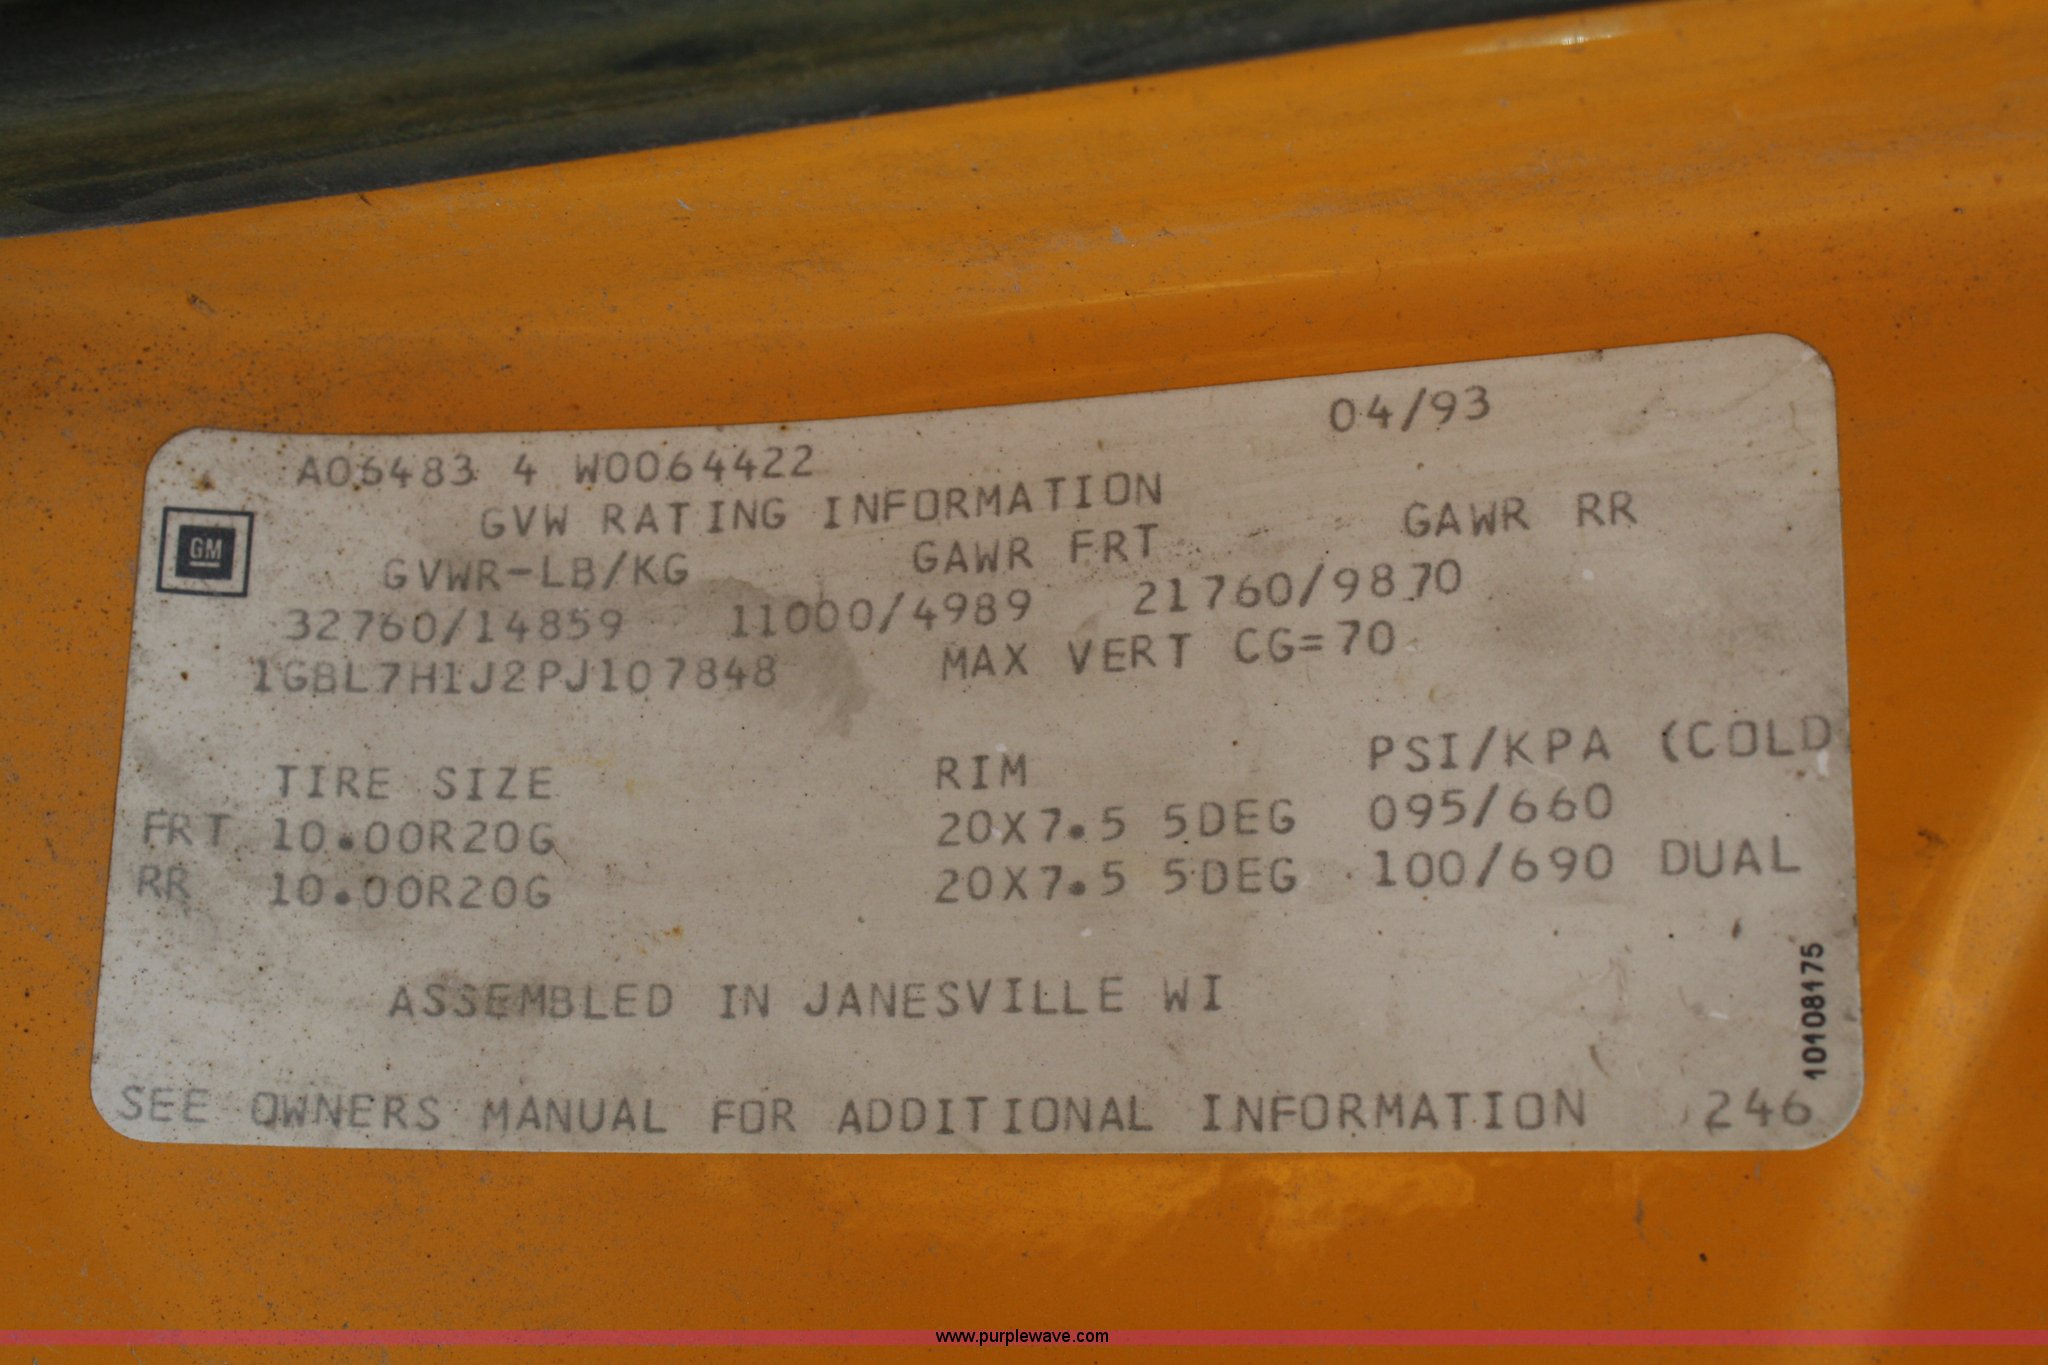 04/93
A06483 4 W0064422
GVW RATING INFORMATION
GM
GVWR-LB/KG GAWR FRT GAWR RR
32760/14859 11000/4989 21760/9870
1GBL7H1J2PJ107848 MAX VERT CG=70
TIRE SIZE RIM PSI/KPA (COLD
FRT 10.00R20G 20X7.5 5DEG 095/660
RR 10.00R20G 20X7.5 5DEG 100/690 DUAL
ASSEMBLED IN JANESVILLE WI
10108175
SEE OWNERS MANUAL FOR ADDITIONAL INFORMATION 246
www.purplewave.com